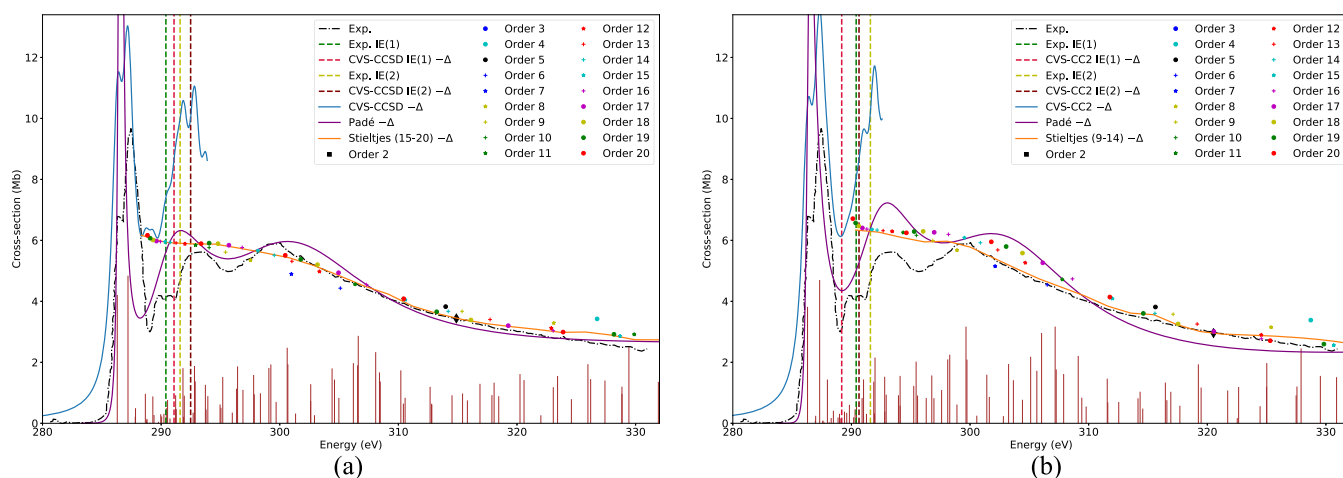 Cross-section (Mb)
12
10
8
6
4
2
0
280
290
300
310
320
330
Energy (eV)
Exp.
Exp. IE(1)
CVS-CCSD IE(1) −Δ
Exp. IE(2)
CVS-CCSD IE(2) −Δ
CVS-CCSD −Δ
Padé −Δ
Stieltjes (15-20) −Δ
Order 2
Order 3
Order 4
Order 5
Order 6
Order 7
Order 8
Order 9
Order 10
Order 11
Order 12
Order 13
Order 14
Order 15
Order 16
Order 17
Order 18
Order 19
Order 20
(a)
Cross-section (Mb)
12
10
8
6
4
2
0
280
290
300
310
320
330
Energy (eV)
Exp.
Exp. IE(1)
CVS-CC2 IE(1) −Δ
Exp. IE(2)
CVS-CC2 IE(2) −Δ
CVS-CC2 −Δ
Padé −Δ
Stieltjes (9-14) −Δ
Order 2
Order 3
Order 4
Order 5
Order 6
Order 7
Order 8
Order 9
Order 10
Order 11
Order 12
Order 13
Order 14
Order 15
Order 16
Order 17
Order 18
Order 19
Order 20
(b)